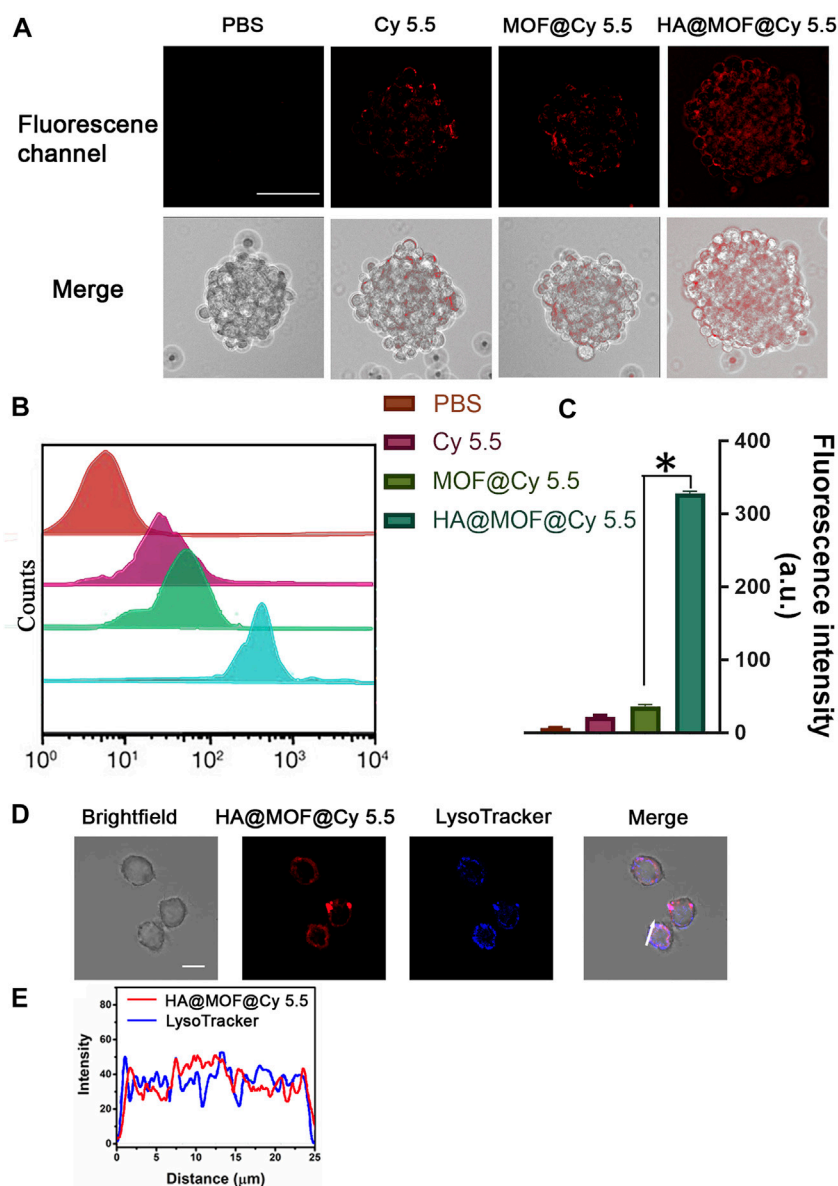 A
PBS
Cy 5.5
MOF@Cy 5.5
HA@MOF@Cy 5.5
Fluorescene
channel
Merge
B
PBS
Cy 5.5
MOF@Cy 5.5
HA@MOF@Cy 5.5
Counts
10⁰
10¹
10²
10³
10⁴
C
*
400
300
200
100
0
Fluorescence intensity
(a.u.)
D
Brightfield
HA@MOF@Cy 5.5
LysoTracker
Merge
E
HA@MOF@Cy 5.5
LysoTracker
Intensity
80
60
40
20
0
0
5
10
15
20
25
Distance (μm)